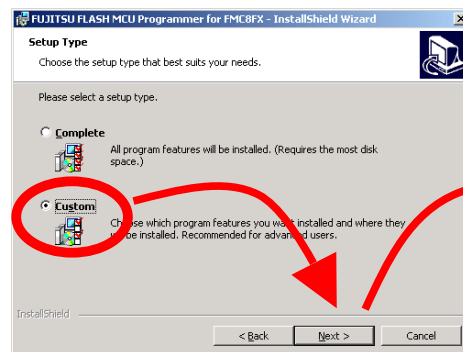 FUJITSU FLASH MCU Programmer for FMC8FX - InstallShield Wizard
Setup Type
Choose the setup type that best suits your needs.
Please select a setup type.
Complete
All program features will be installed. (Requires the most disk
space.)
Custom
Choose which program features you want installed and where they
will be installed. Recommended for advanced users.
InstallShield
< Back Next > Cancel